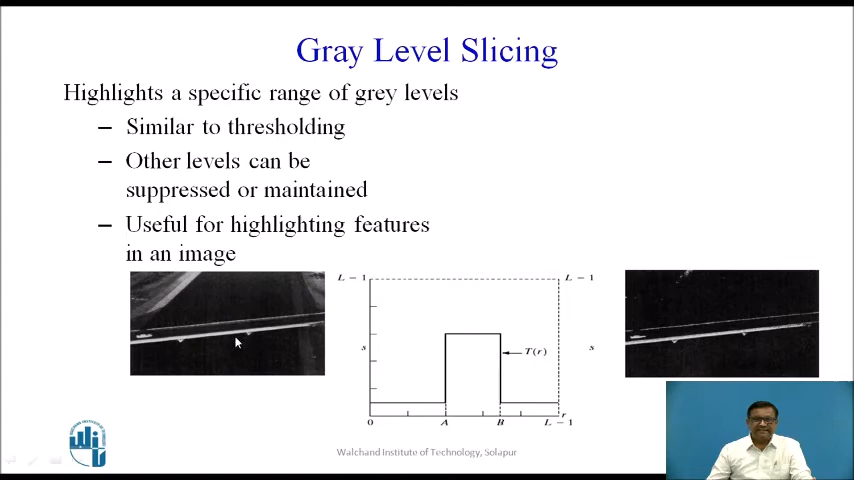 Gray Level Slicing
Highlights a specific range of grey levels
– Similar to thresholding
– Other levels can be
suppressed or maintained
– Useful for highlighting features
in an image
L − 1
L − 1
s
T(r)
s
0
A
B
r
L − 1
Walchand Institute of Technology, Solapur